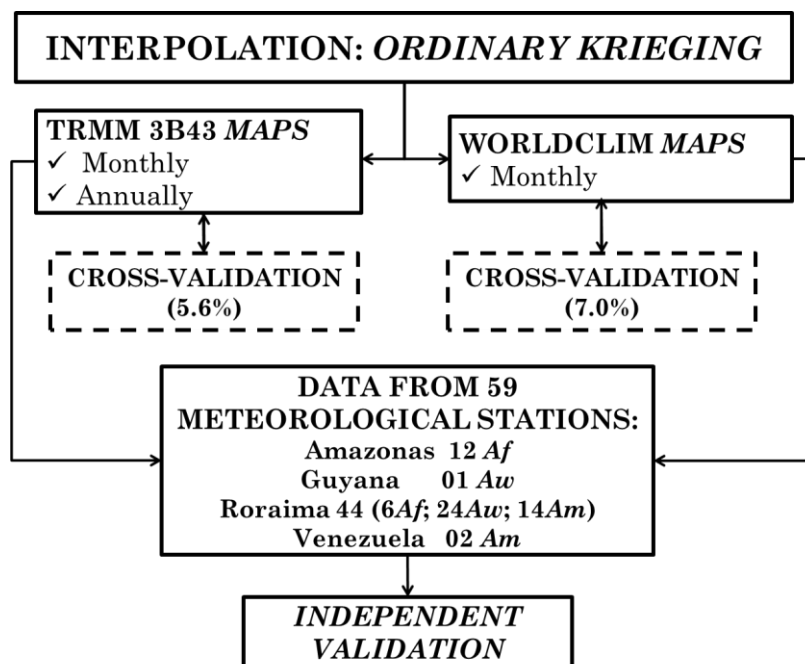 INTERPOLATION: ORDINARY KRIEGING
TRMM 3B43 MAPS
✓ Monthly
✓ Annually
WORLDCLIM MAPS
✓ Monthly
CROSS-VALIDATION
(5.6%)
CROSS-VALIDATION
(7.0%)
DATA FROM 59
METEOROLOGICAL STATIONS:
Amazonas 12 Af
Guyana 01 Aw
Roraima 44 (6Af; 24Aw; 14Am)
Venezuela 02 Am
INDEPENDENT
VALIDATION